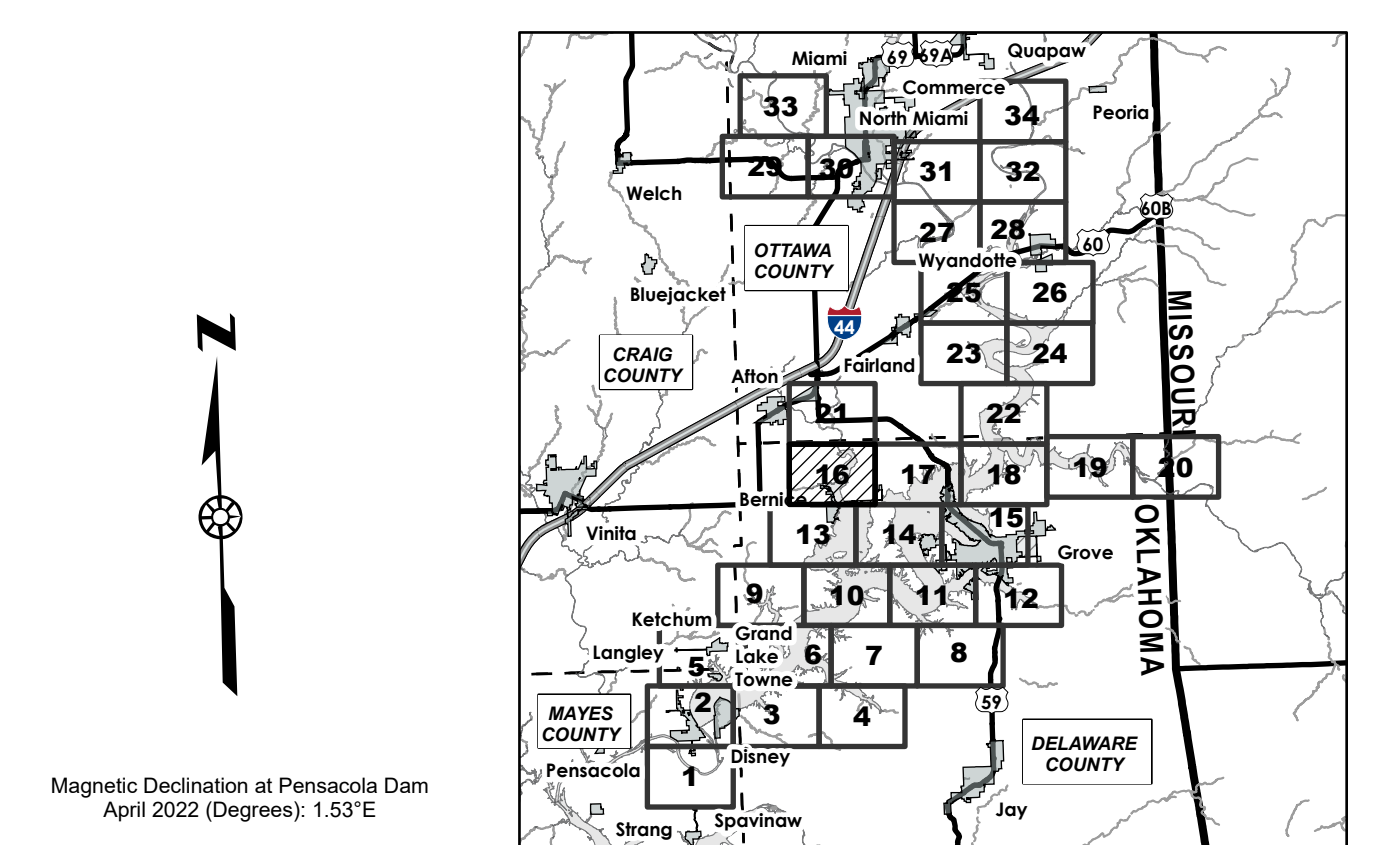 Miami
69
69A
Quapaw
Commerce
33
34
Peoria
North Miami
29
30
31
32
Welch
60B
27
28
60
OTTAWA
COUNTY
Wyandotte
Bluejacket
25
26
MISSOURI
N
44
CRAIG
COUNTY
23
24
Fairland
Afton
21
22
16
17
18
19
20
Bernice
OKLAHOMA
Vinita
13
14
15
Grove
9
10
11
12
Ketchum
Grand
Lake
Towne
Langley
5
6
7
8
2
3
4
59
MAYES
COUNTY
DELAWARE
COUNTY
Disney
Pensacola
1
Magnetic Declination at Pensacola Dam
April 2022 (Degrees): 1.53°E
Jay
Strang
Spavinaw